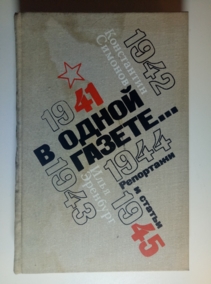 Константин
Симонов
1942
1941
В ОДНОЙ
ГАЗЕТЕ...
1944
1943
Илья
Эренбург
Репортажи
и статьи
1945